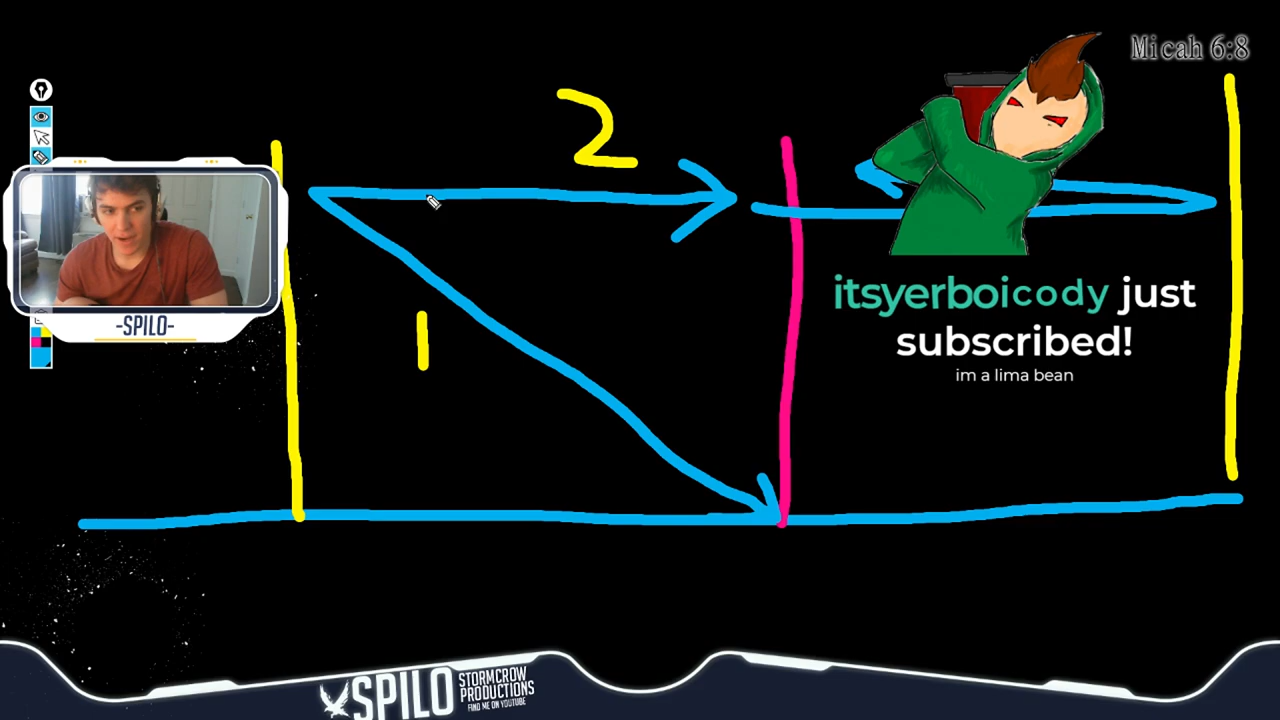 Micah 6:8
2
1
-SPILO-
itsyerboicody just
subscribed!
im a lima bean
SPILO
STORMCROW
PRODUCTIONS
FIND ME ON YOUTUBE